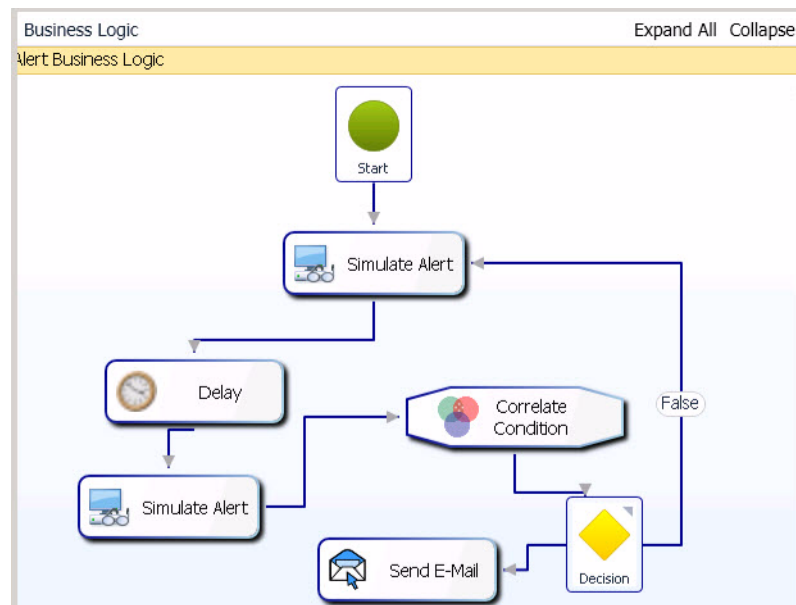 Business Logic
Expand All Collapse
Alert Business Logic
Start
Simulate Alert
Delay
Correlate
Condition
False
Simulate Alert
Send E-Mail
Decision